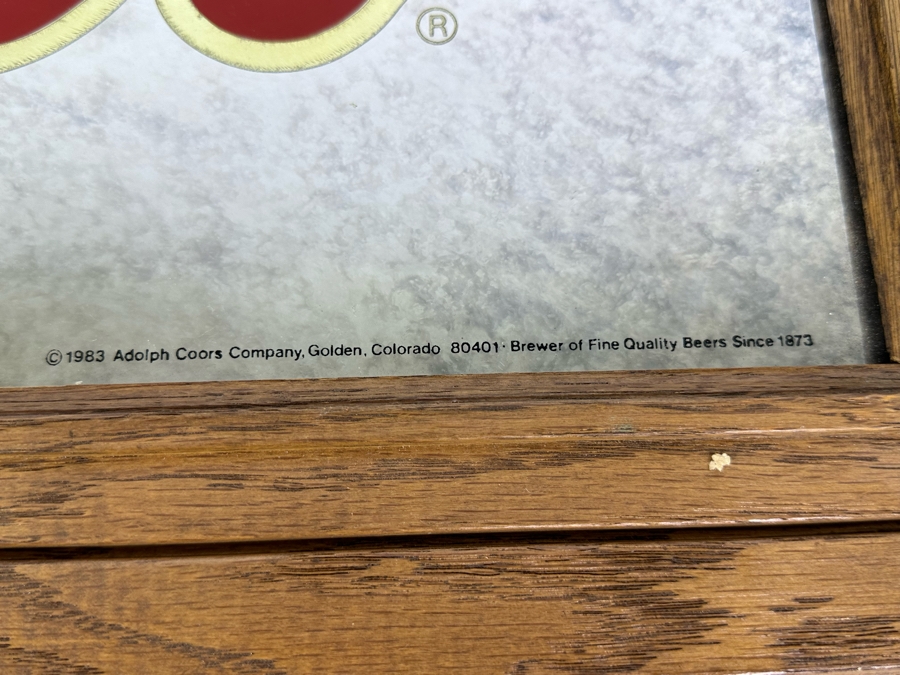 ®
©1983 Adolph Coors Company, Golden, Colorado 80401· Brewer of Fine Quality Beers Since 1873